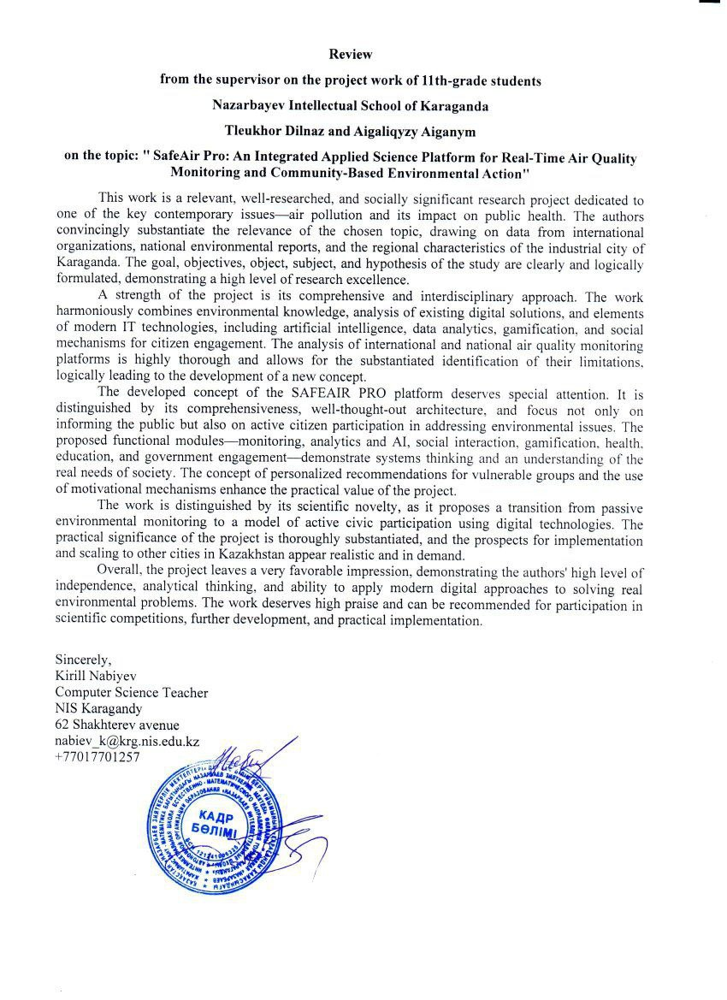 Review
from the supervisor on the project work of 11th-grade students
Nazarbayev Intellectual School of Karaganda
Tleukhor Dilnaz and Aigaliqyzy Aiganym
on the topic: " SafeAir Pro: An Integrated Applied Science Platform for Real-Time Air Quality
Monitoring and Community-Based Environmental Action"
This work is a relevant, well-researched, and socially significant research project dedicated to
one of the key contemporary issues—air pollution and its impact on public health. The authors
convincingly substantiate the relevance of the chosen topic, drawing on data from international
organizations, national environmental reports, and the regional characteristics of the industrial city of
Karaganda. The goal, objectives, object, subject, and hypothesis of the study are clearly and logically
formulated, demonstrating a high level of research excellence.
A strength of the project is its comprehensive and interdisciplinary approach. The work
harmoniously combines environmental knowledge, analysis of existing digital solutions, and elements
of modern IT technologies, including artificial intelligence, data analytics, gamification, and social
mechanisms for citizen engagement. The analysis of international and national air quality monitoring
platforms is highly thorough and allows for the substantiated identification of their limitations,
logically leading to the development of a new concept.
The developed concept of the SAFEAIR PRO platform deserves special attention. It is
distinguished by its comprehensiveness, well-thought-out architecture, and focus not only on
informing the public but also on active citizen participation in addressing environmental issues. The
proposed functional modules—monitoring, analytics and AI, social interaction, gamification, health,
education, and government engagement—demonstrate systems thinking and an understanding of the
real needs of society. The concept of personalized recommendations for vulnerable groups and the use
of motivational mechanisms enhance the practical value of the project.
The work is distinguished by its scientific novelty, as it proposes a transition from passive
environmental monitoring to a model of active civic participation using digital technologies. The
practical significance of the project is thoroughly substantiated, and the prospects for implementation
and scaling to other cities in Kazakhstan appear realistic and in demand.
Overall, the project leaves a very favorable impression, demonstrating the authors' high level of
independence, analytical thinking, and ability to apply modern digital approaches to solving real
environmental problems. The work deserves high praise and can be recommended for participation in
scientific competitions, further development, and practical implementation.
Sincerely,
Kirill Nabiyev
Computer Science Teacher
NIS Karagandy
62 Shakhterev avenue
nabiev_k@krg.nis.edu.kz
+77017701257
КАДР
БӨЛІМІ